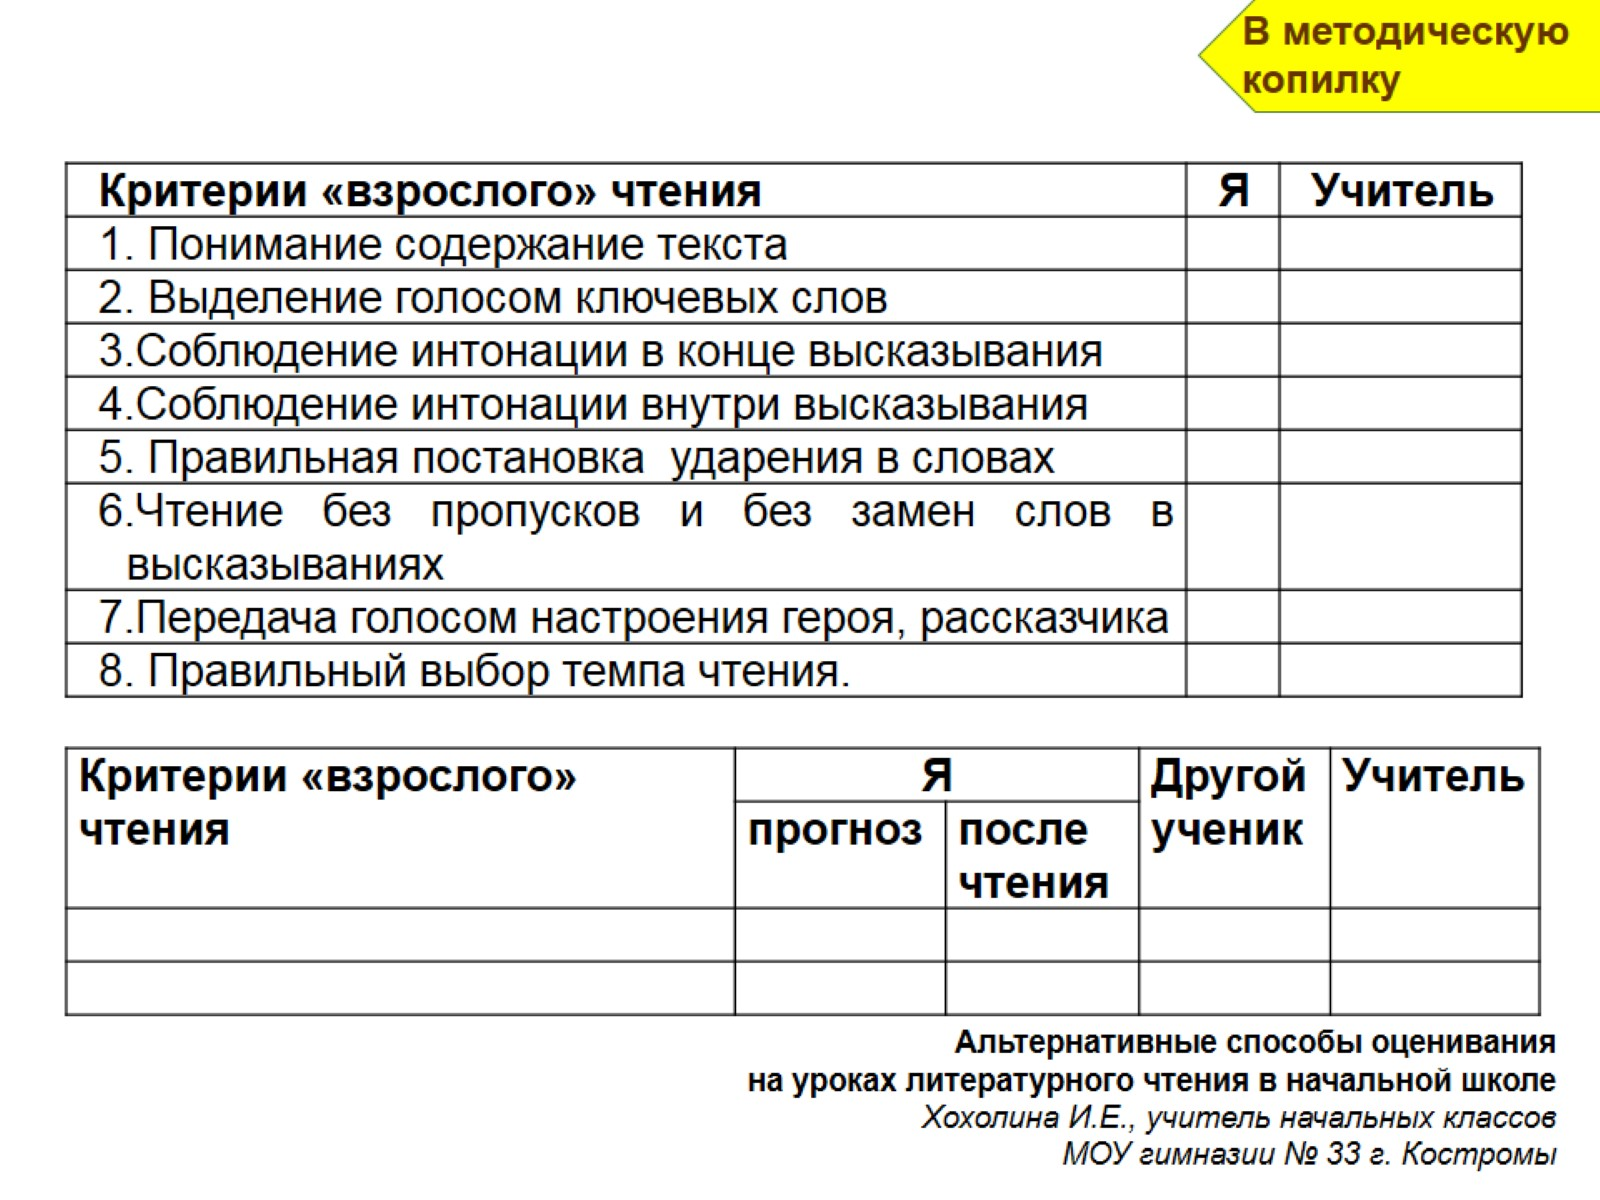 В методическую
копилку
Критерии «взрослого» чтения Я Учитель
1. Понимание содержание текста
2. Выделение голосом ключевых слов
3.Соблюдение интонации в конце высказывания
4.Соблюдение интонации внутри высказывания
5. Правильная постановка ударения в словах
6.Чтение без пропусков и без замен слов в
высказываниях
7.Передача голосом настроения героя, рассказчика
8. Правильный выбор темпа чтения.
Критерии «взрослого» Я Другой Учитель
чтения прогноз после ученик
чтения
Альтернативные способы оценивания
на уроках литературного чтения в начальной школе
Хохолина И.Е., учитель начальных классов
МОУ гимназии № 33 г. Костромы